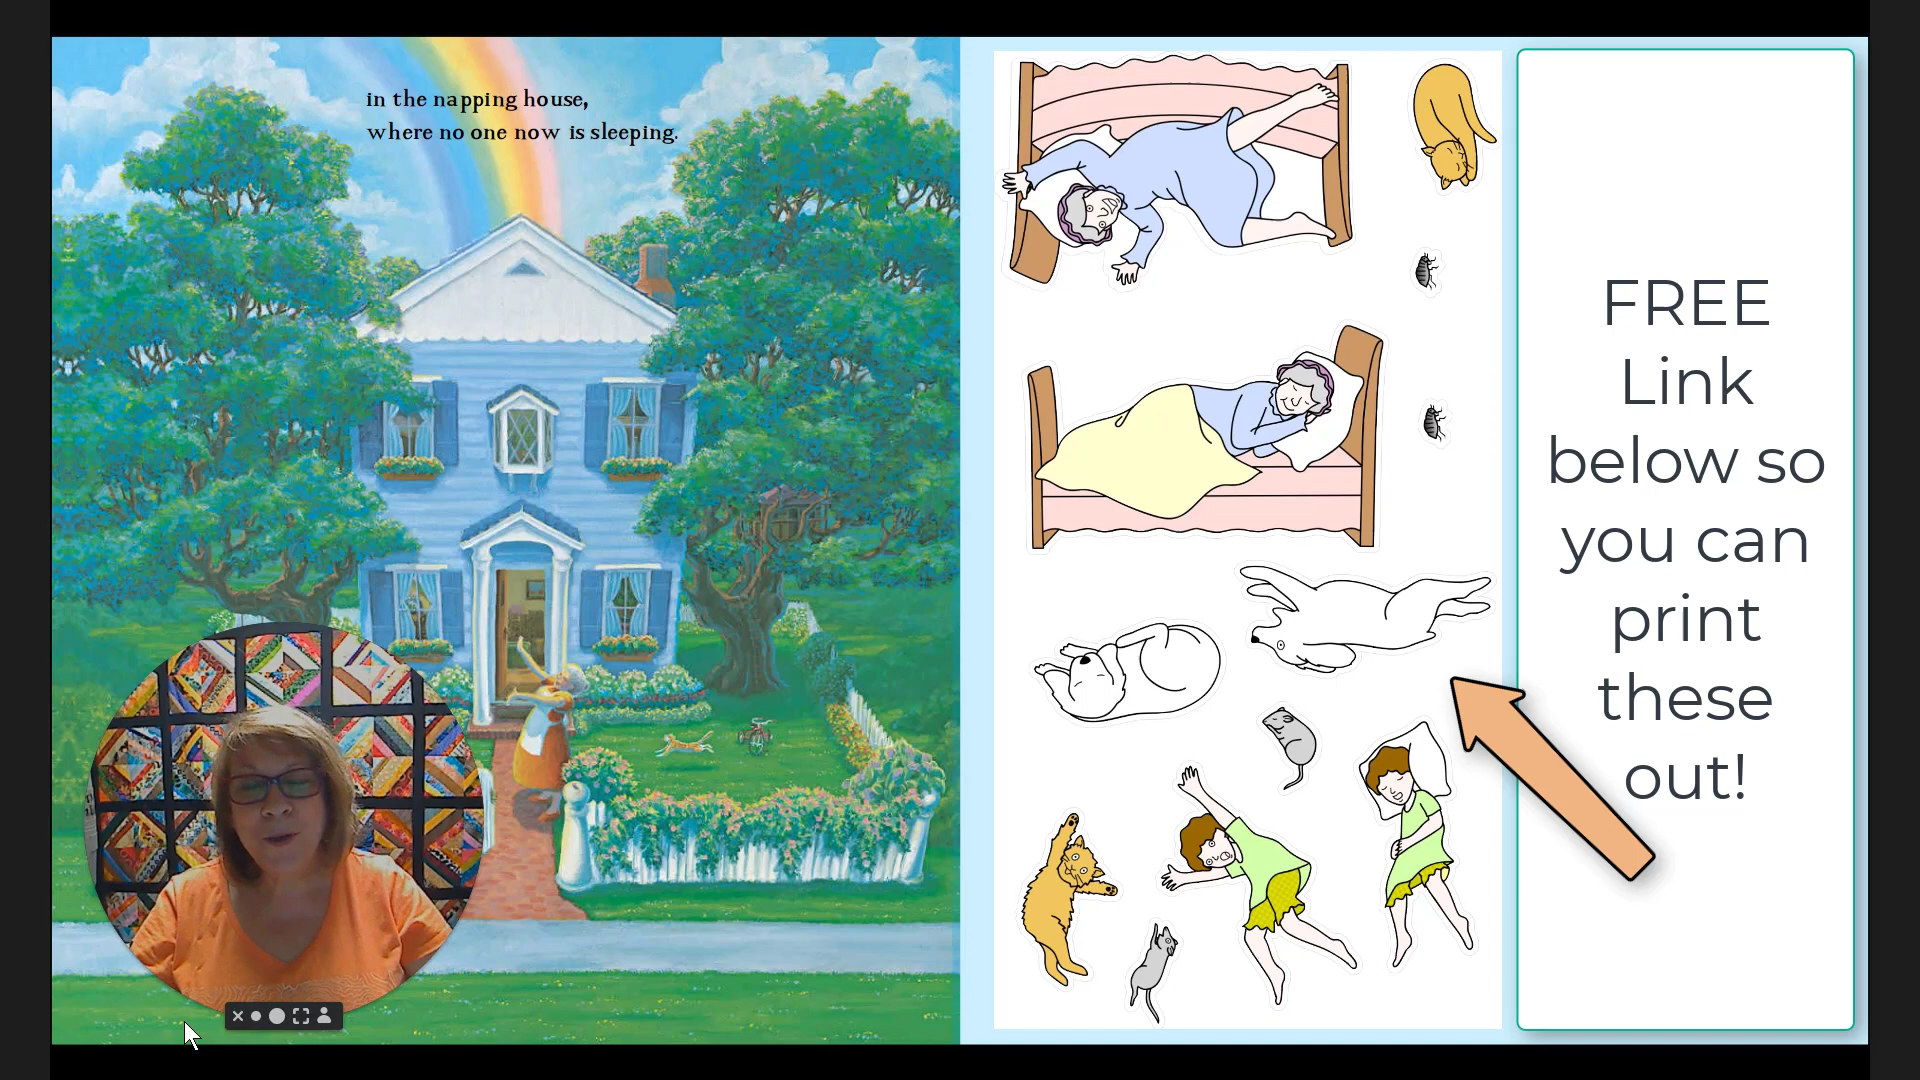 in the napping house,
where no one now is sleeping.
FREE
Link
below so
you can
print
these
out!